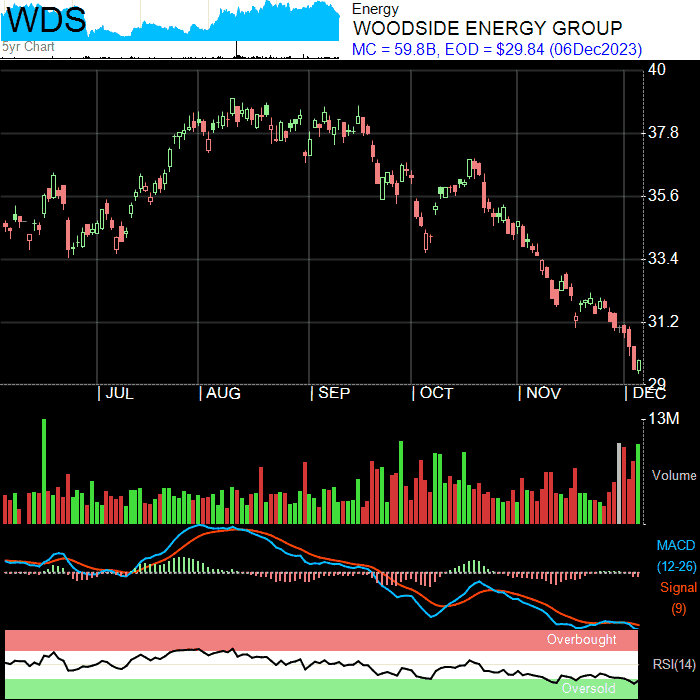 WDS
5yr Chart
Energy
WOODSIDE ENERGY GROUP
MC = 59.8B, EOD = $29.84 (06Dec2023)
40
37.8
35.6
33.4
31.2
29
| JUL | AUG | SEP | OCT | NOV | DEC
13M
Volume
MACD
(12-26)
Signal
(9)
Overbought
RSI(14)
Oversold